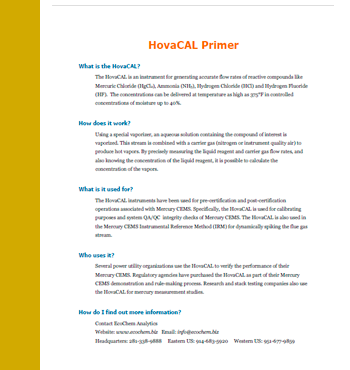 HovaCAL Primer
What is the HovaCAL?
The HovaCAL is an instrument for generating accurate flow rates of reactive compounds like
Mercuric Chloride (HgCl₂), Ammonia (NH₃), Hydrogen Chloride (HCl) and Hydrogen Fluoride
(HF). The concentrations can be delivered at temperature as high as 375°F in controlled
concentrations of moisture up to 40%.
How does it work?
Using a special vaporizer, an aqueous solution containing the compound of interest is
vaporized. This stream is combined with a carrier gas (nitrogen or instrument quality air) to
produce hot vapors. By precisely measuring the liquid reagent and carrier gas flow rates, and
also knowing the concentration of the liquid reagent, it is possible to calculate the
concentration of the vapors.
What is it used for?
The HovaCAL instruments have been used for pre-certification and post-certification
operations associated with Mercury CEMS. Specifically, the HovaCAL is used for calibrating
purposes and system QA/QC integrity checks of Mercury CEMS. The HovaCAL is also used in
the Mercury CEMS Instrumental Reference Method (IRM) for dynamically spiking the flue gas
stream.
Who uses it?
Several power utility organizations use the HovaCAL to verify the performance of their
Mercury CEMS. Regulatory agencies have purchased the HovaCAL as part of their Mercury
CEMS demonstration and rule-making process. Research and stack testing companies also use
the HovaCAL for mercury measurement studies.
How do I find out more information?
Contact EcoChem Analytics
Website: www.ecochem.biz Email: info@ecochem.biz
Headquarters: 281-338-9888 Eastern US: 914-683-5920 Western US: 951-677-9859